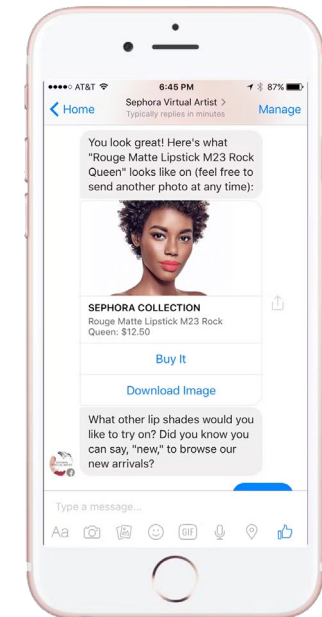 AT&T 6:45 PM 87%
Home Sephora Virtual Artist > Manage
Typically replies in minutes
You look great! Here's what
"Rouge Matte Lipstick M23 Rock
Queen" looks like on (feel free to
send another photo at any time):
SEPHORA COLLECTION
Rouge Matte Lipstick M23 Rock
Queen: $12.50
Buy It
Download Image
What other lip shades would you
like to try on? Did you know you
can say, "new," to browse our
new arrivals?
Type a message...
Aa GIF